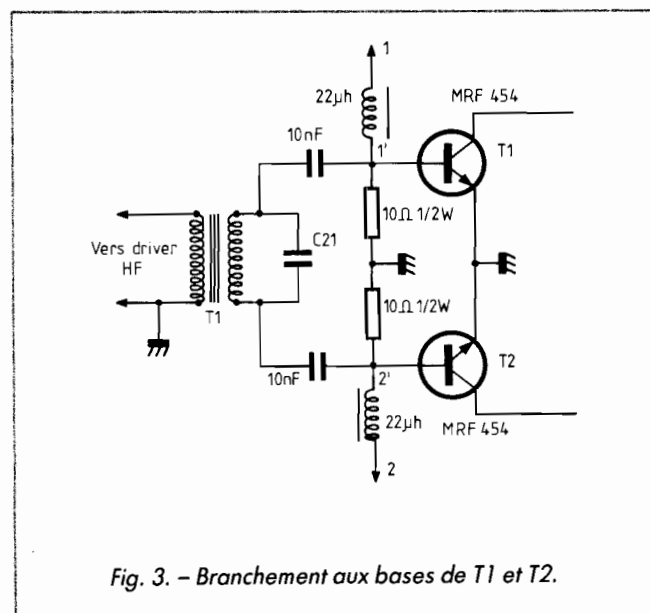 1
22µh
MRF 454
10nF
1'
T1
10Ω 1/2W
C21
Vers driver
HF
T1
10Ω 1/2W
10nF
2'
T2
22µh
MRF 454
2
Fig. 3. – Branchement aux bases de T1 et T2.